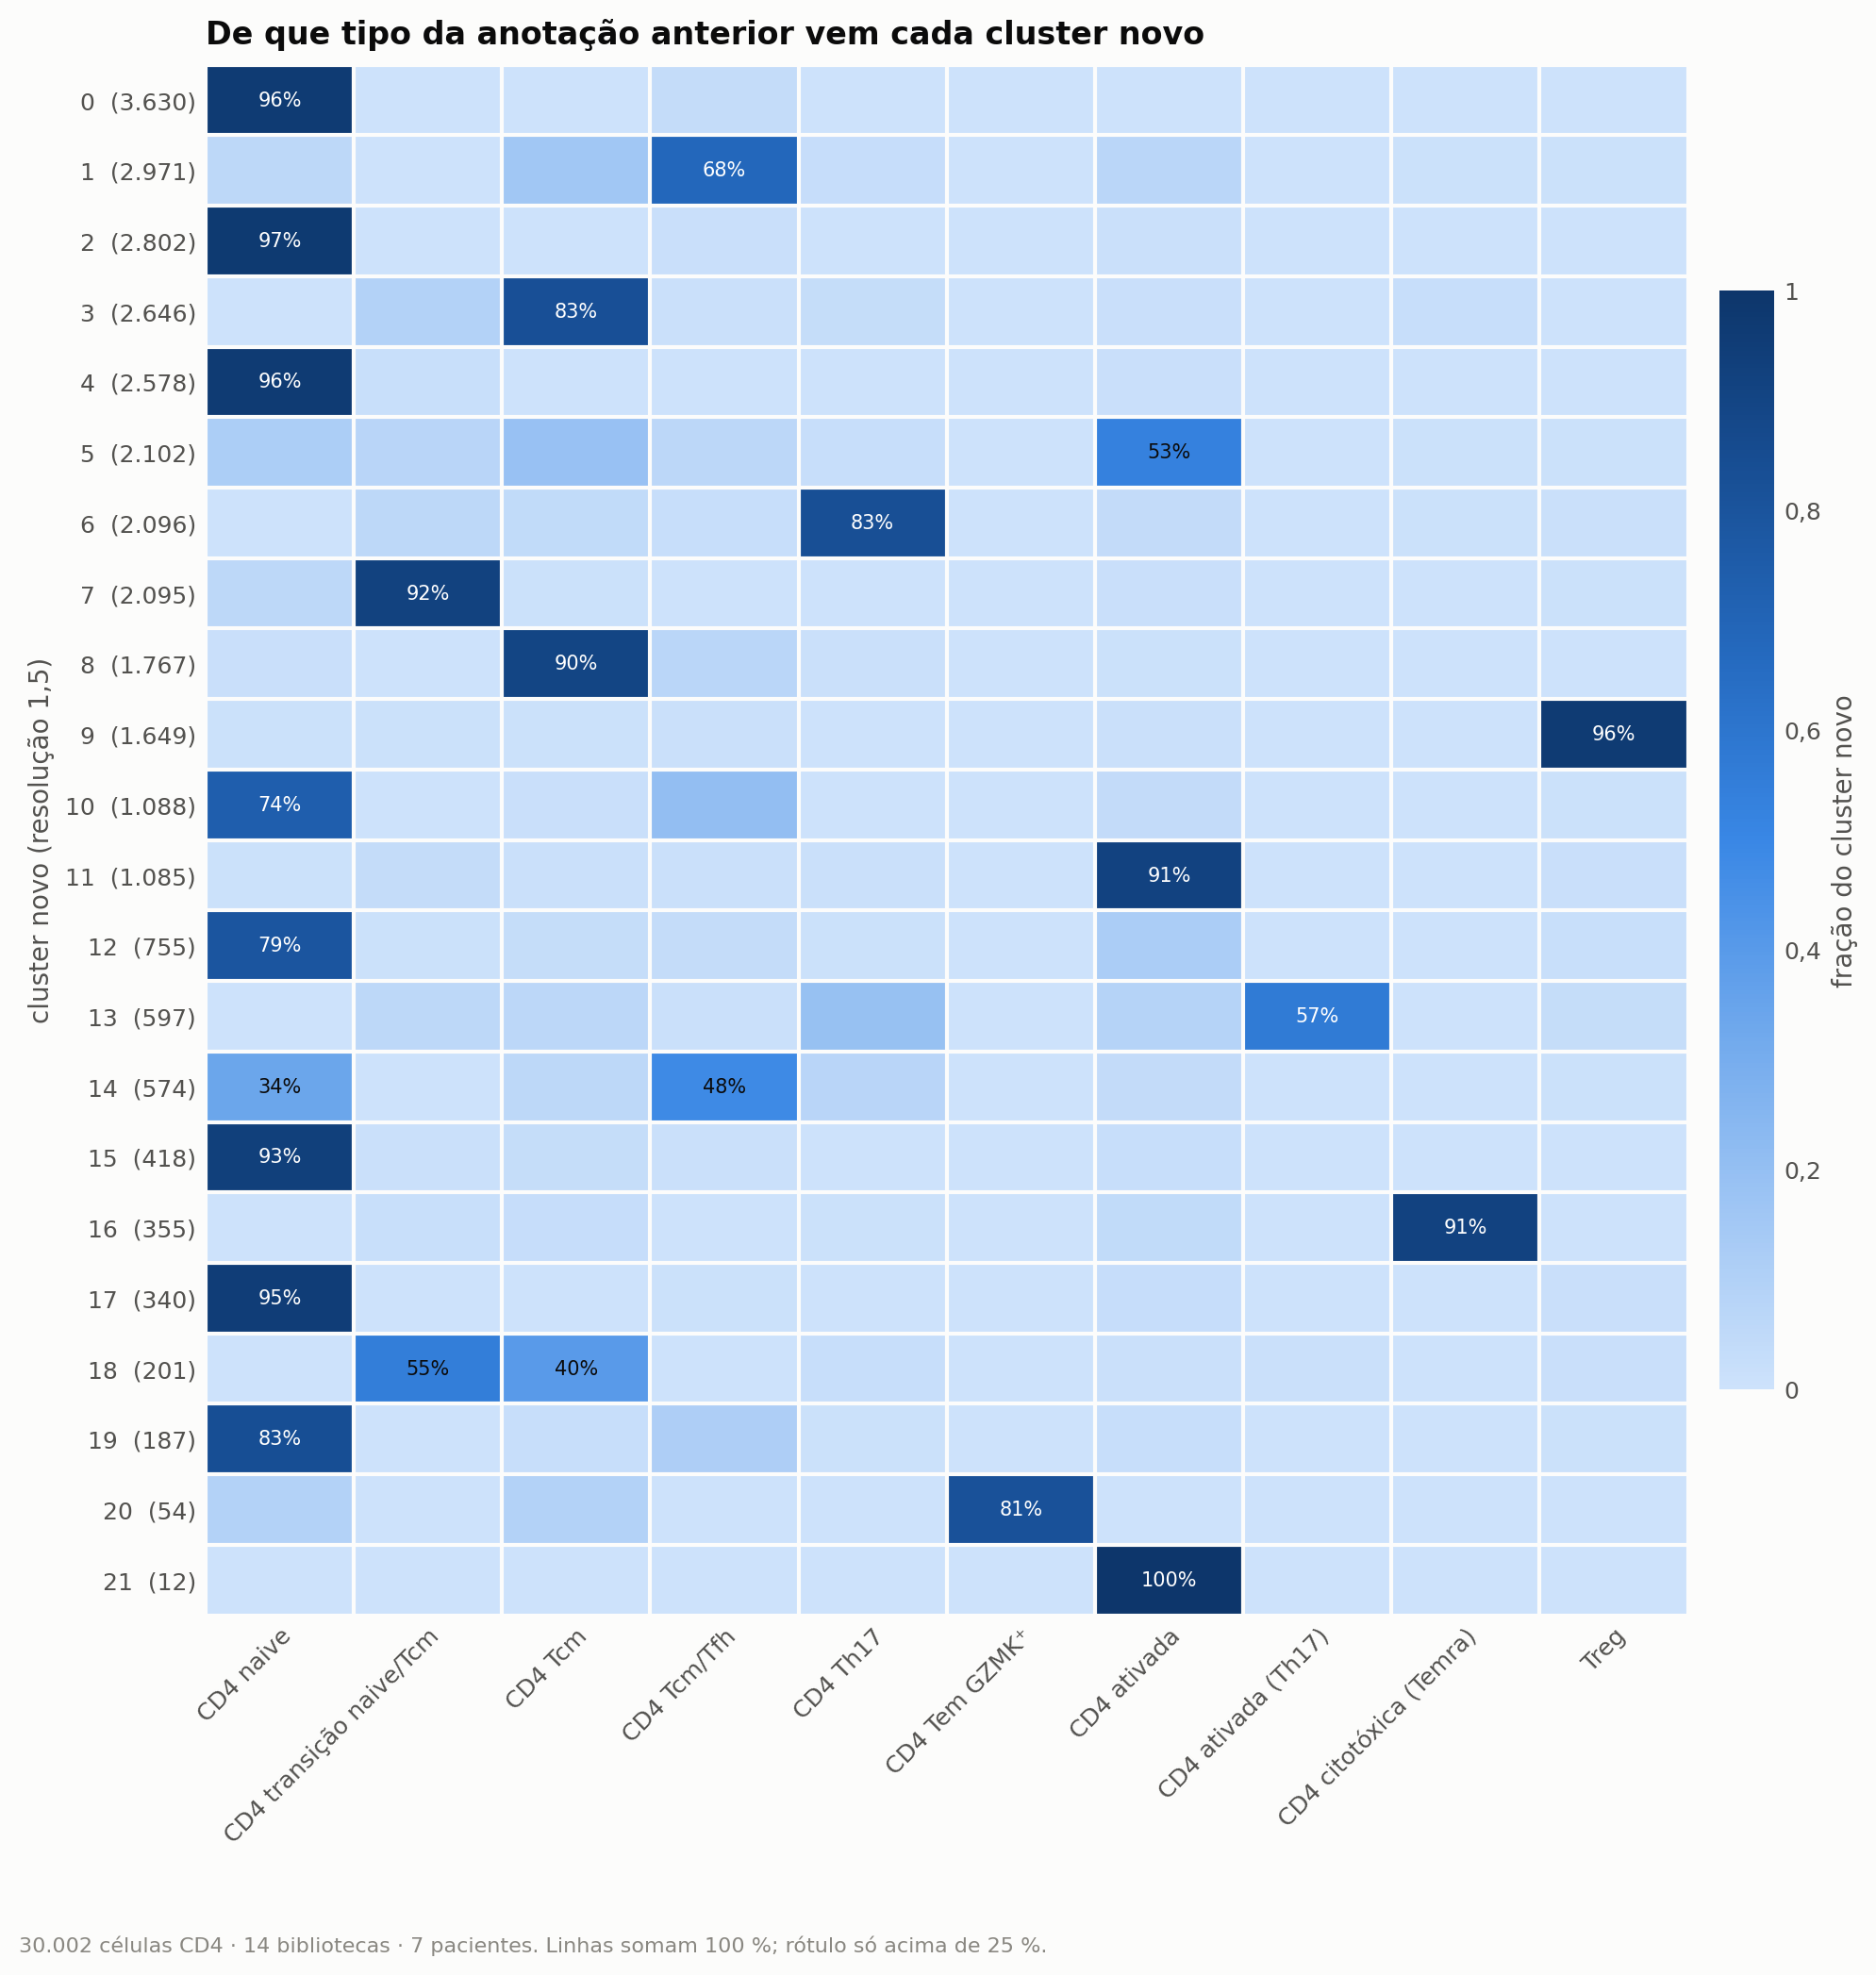 De que tipo da anotação anterior vem cada cluster novo
0 (3.630) 96%
1 (2.971) 68%
2 (2.802) 97%
3 (2.646) 83%
4 (2.578) 96%
5 (2.102) 53%
6 (2.096) 83%
7 (2.095) 92%
8 (1.767) 90%
9 (1.649) 96%
10 (1.088) 74%
11 (1.085) 91%
12 (755) 79%
13 (597) 57%
14 (574) 34% 48%
15 (418) 93%
16 (355) 91%
17 (340) 95%
18 (201) 55% 40%
19 (187) 83%
20 (54) 81%
21 (12) 100%
cluster novo (resolução 1,5)
CD4 naive
CD4 transição naive/Tcm
CD4 Tcm
CD4 Tcm/Tfh
CD4 Th17
CD4 Tem GZMK⁺
CD4 ativada
CD4 ativada (Th17)
CD4 citotóxica (Temra)
Treg
1
0,8
0,6
0,4
0,2
0
fração do cluster novo
30.002 células CD4 · 14 bibliotecas · 7 pacientes. Linhas somam 100 %; rótulo só acima de 25 %.